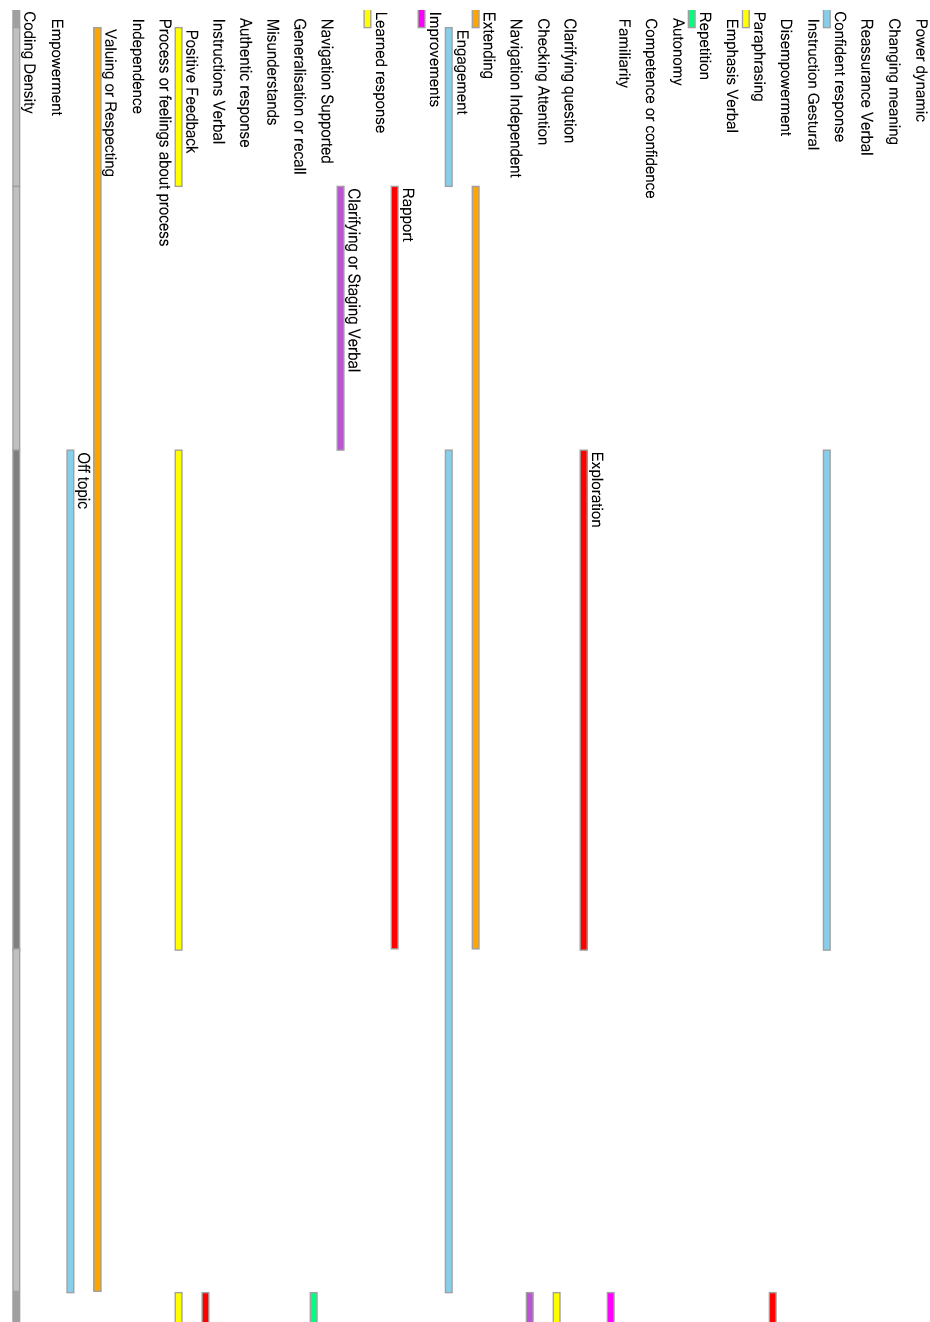 Power dynamic
Changing meaning
Reassurance Verbal
Confident response
Instruction Gestural
Disempowerment
Paraphrasing
Emphasis Verbal
Repetition
Autonomy
Competence or confidence
Familiarity
Exploration
Clarifying question
Checking Attention
Navigation Independent
Extending
Engagement
Improvements
Rapport
Learned response
Clarifying or Staging Verbal
Navigation Supported
Generalisation or recall
Misunderstands
Authentic response
Instructions Verbal
Positive Feedback
Process or feelings about process
Independence
Valuing or Respecting
Off topic
Empowerment
Coding Density